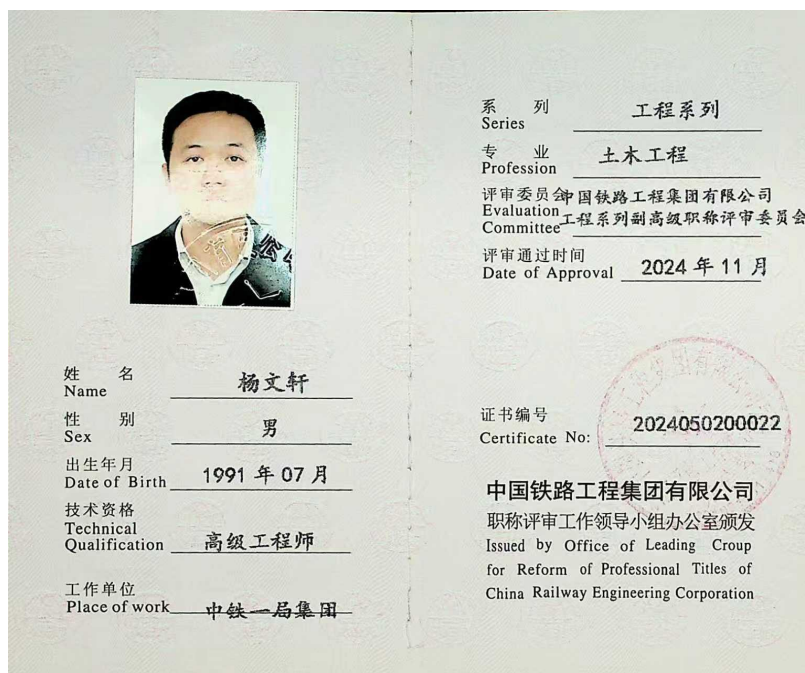 姓 名 杨文轩
Name
性 别 男
Sex
出生年月
Date of Birth 1991 年 07 月
技术资格
Technical
Qualification 高级工程师
工作单位
Place of work 中铁一局集团
系 列 工程系列
Series
专 业 土木工程
Profession
评审委员会 中国铁路工程集团有限公司
Evaluation 工程系列副高级职称评审委员会
Committee
评审通过时间
Date of Approval 2024 年 11 月
证书编号 2024050200022
Certificate No:
中国铁路工程集团有限公司
职称评审工作领导小组办公室颁发
Issued by Office of Leading Croup
for Reform of Professional Titles of
China Railway Engineering Corporation